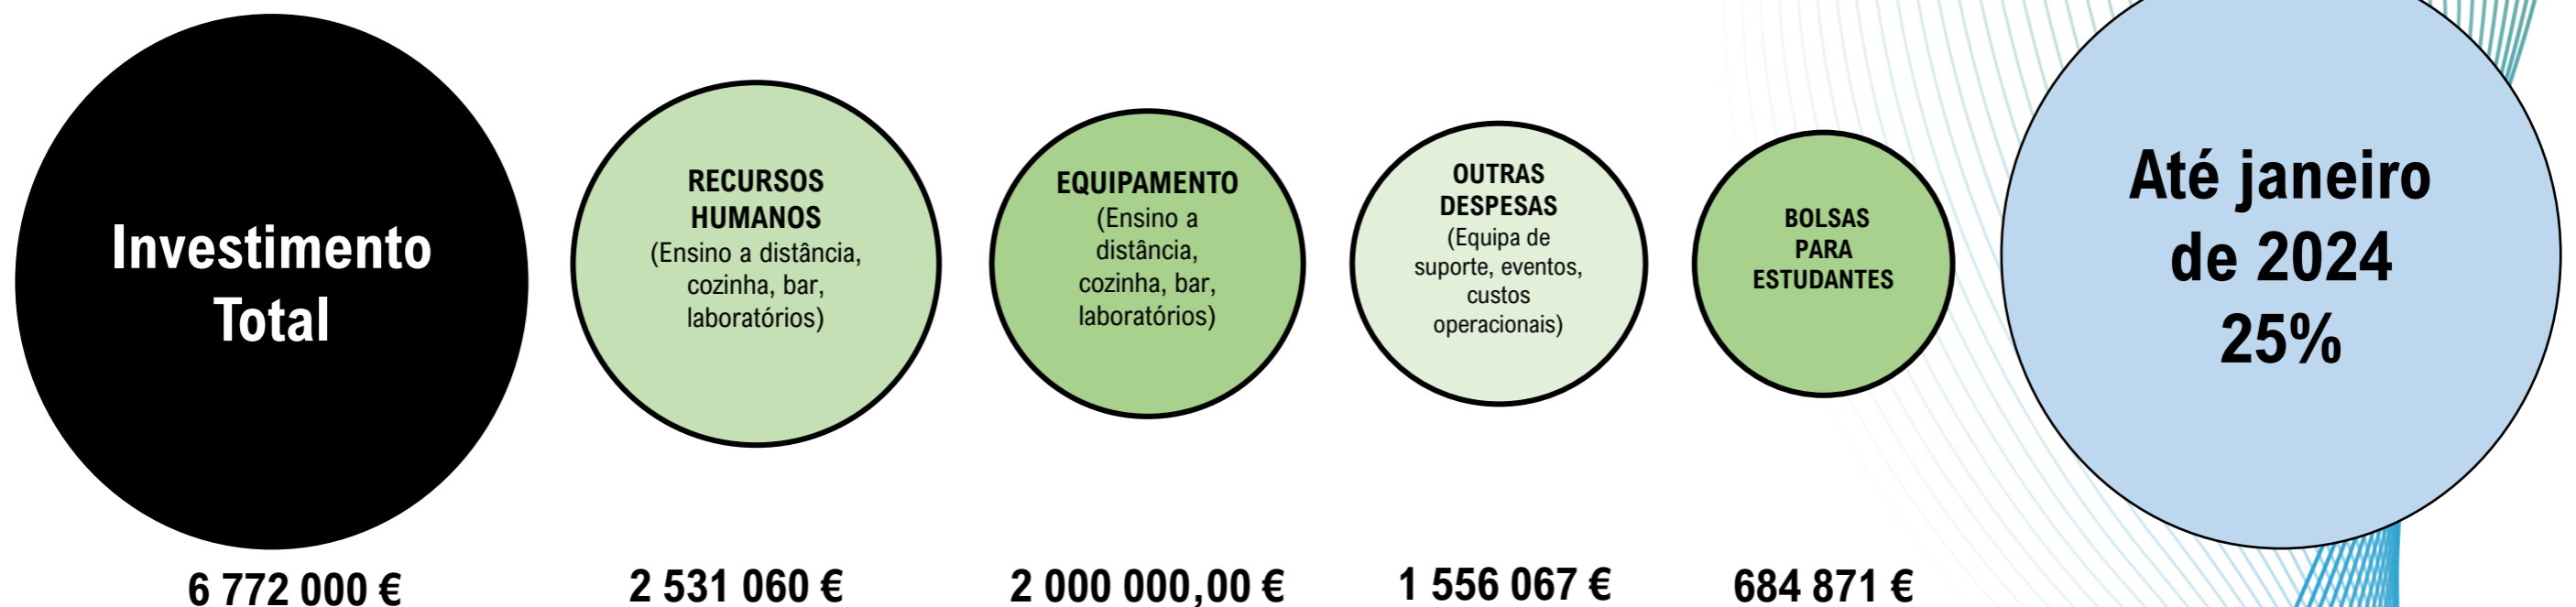 Investimento
Total
6 772 000 €
RECURSOS
HUMANOS
(Ensino a distância,
cozinha, bar,
laboratórios)
2 531 060 €
EQUIPAMENTO
(Ensino a
distância,
cozinha, bar,
laboratórios)
2 000 000,00 €
OUTRAS
DESPESAS
(Equipa de
suporte, eventos,
custos
operacionais)
1 556 067 €
BOLSAS
PARA
ESTUDANTES
684 871 €
Até janeiro
de 2024
25%